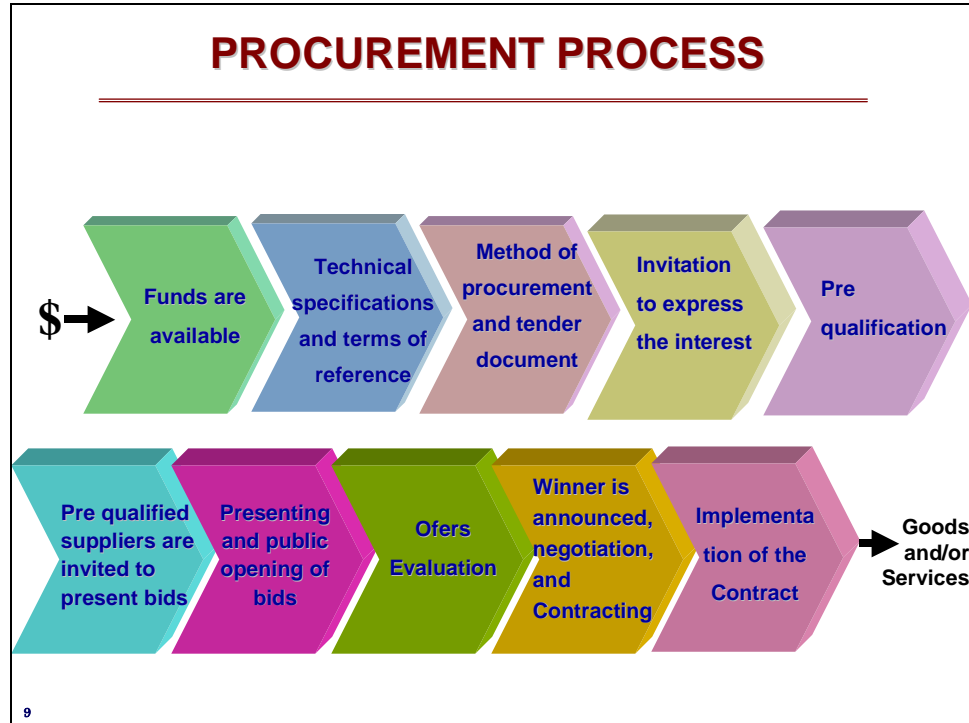 PROCUREMENT PROCESS
$
Funds are
available
Technical
specifications
and terms of
reference
Method of
procurement
and tender
document
Invitation
to express
the interest
Pre
qualification
Pre qualified
suppliers are
invited to
present bids
Presenting
and public
opening of
bids
Ofers
Evaluation
Winner is
announced,
negotiation,
and
Contracting
Implementa
tion of the
Contract
Goods
and/or
Services
9